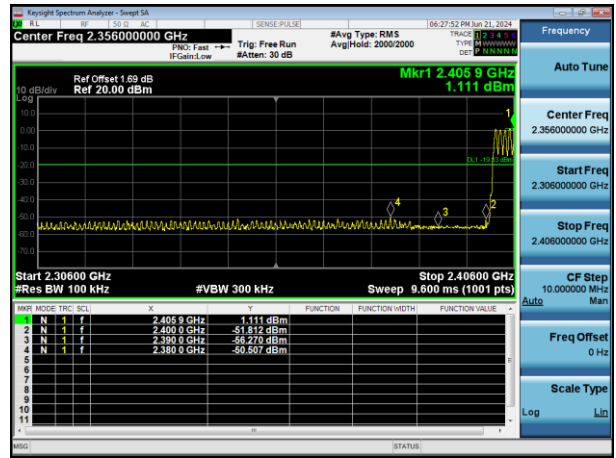 Keysight Spectrum Analyzer - Swept SA
RL RF 50 Ω AC SENSE:PULSE 06:27:52 PM Jun 21, 2024
Center Freq 2.356000000 GHz
PNO: Fast
IFGain:Low
Trig: Free Run
#Atten: 30 dB
#Avg Type: RMS
Avg|Hold: 2000/2000
TRACE 1 2 3 4 5 6
TYPE M WWWWW
DET P NNNNN
Ref Offset 1.69 dB
10 dB/div Ref 20.00 dBm
Log
Mkr1 2.405 9 GHz
1.111 dBm
10.0
0.00
-10.0
-20.0
-30.0
-40.0
-50.0
-60.0
-70.0
1
4
3
2
Start 2.30600 GHz Stop 2.40600 GHz
#Res BW 100 kHz #VBW 300 kHz Sweep 9.600 ms (1001 pts)
MKR MODE TRC SCL X Y FUNCTION FUNCTION WIDTH FUNCTION VALUE
1 N 1 f 2.405 9 GHz 1.111 dBm
2 N 1 f 2.400 0 GHz -51.812 dBm
3 N 1 f 2.390 0 GHz -56.270 dBm
4 N 1 f 2.380 0 GHz -50.507 dBm
5
6
7
8
9
10
11
MSG STATUS
Frequency
Auto Tune
Center Freq
2.356000000 GHz
Start Freq
2.306000000 GHz
Stop Freq
2.406000000 GHz
CF Step
10.000000 MHz
Auto Man
Freq Offset
0 Hz
Scale Type
Log Lin